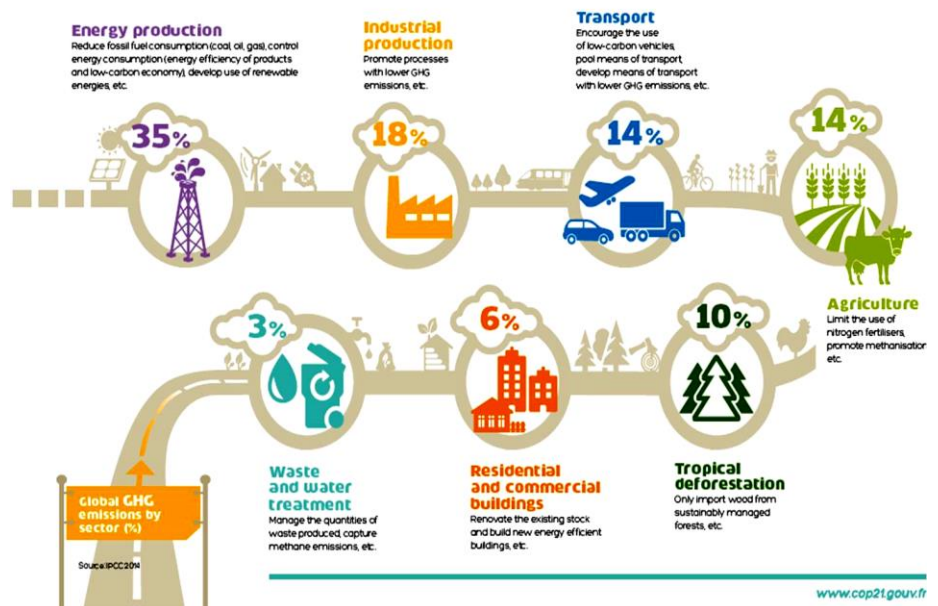 Energy production
Reduce fossil fuel consumption (coal, oil, gas), control
energy consumption (energy efficiency of products
and low-carbon economy), develop use of renewable
energies, etc.
35%
Industrial
production
Promote processes
with lower GHG
emissions, etc.
18%
Transport
Encourage the use
of low-carbon vehicles,
pool means of transport,
develop means of transport
with lower GHG emissions, etc.
14%
14%
Agriculture
Limit the use of
nitrogen fertilisers,
promote methanisation
etc.
3%
Waste
and water
treatment
Manage the quantities of
waste produced, capture
methane emissions, etc.
6%
Residential
and commercial
buildings
Renovate the existing stock
and build new energy efficient
buildings, etc.
10%
Tropical
deforestation
Only import wood from
sustainably managed
forests, etc.
Global GHG
emissions by
sector (%)
Source: IPCC 2014
www.cop21.gouv.fr